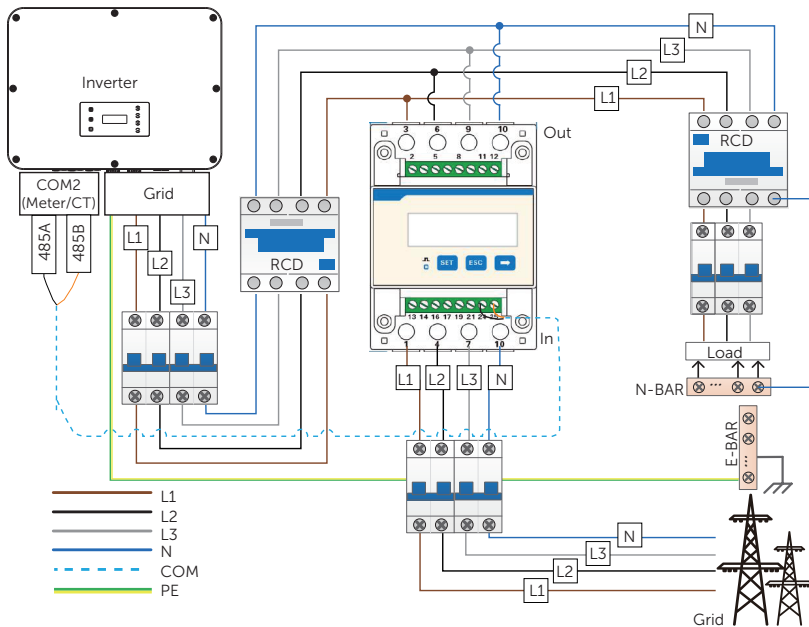 N
L3
L2
L1
Inverter
COM2
(Meter/CT)
Grid
485A
485B
L1
L2
L3
N
RCD
3 6 9 10
Out
2 5 8 11 12
SET ESC
13 14 16 17 19 21 24 25
In
1 4 7 10
L1
L2
L3
N
RCD
Load
N-BAR
...
E-BAR
...
L1
L2
L3
N
COM
PE
N
L3
L2
L1
Grid